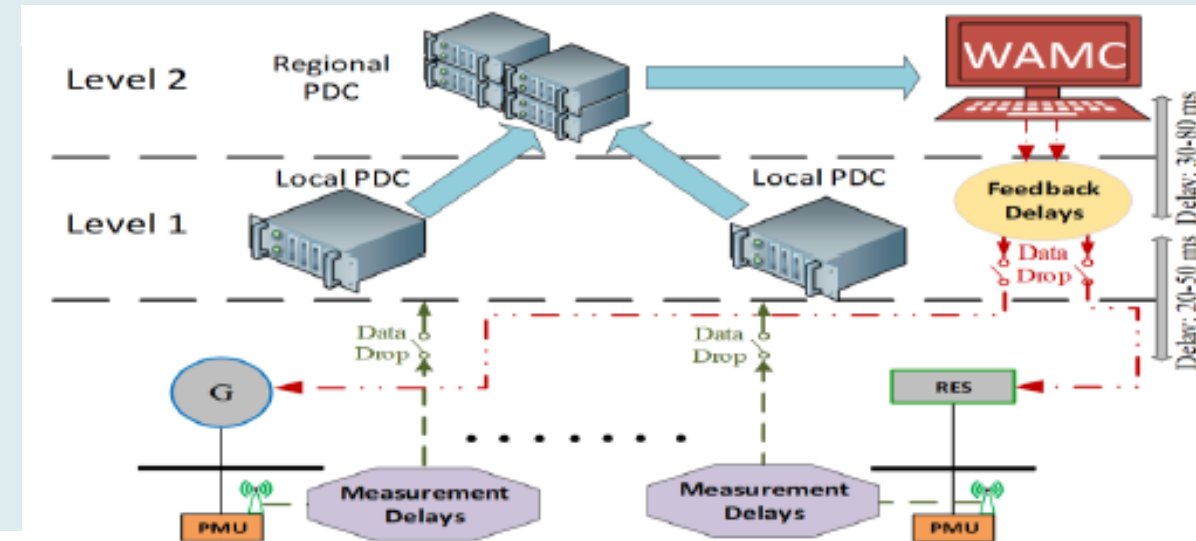 Level 2
Regional
PDC
WAMC
Delay: 30-80 ms
Local PDC
Local PDC
Level 1
Feedback
Delays
Data
Drop
Delay: 20-50 ms
Data
Drop
Data
Drop
G
RES
Measurement
Delays
Measurement
Delays
PMU
PMU